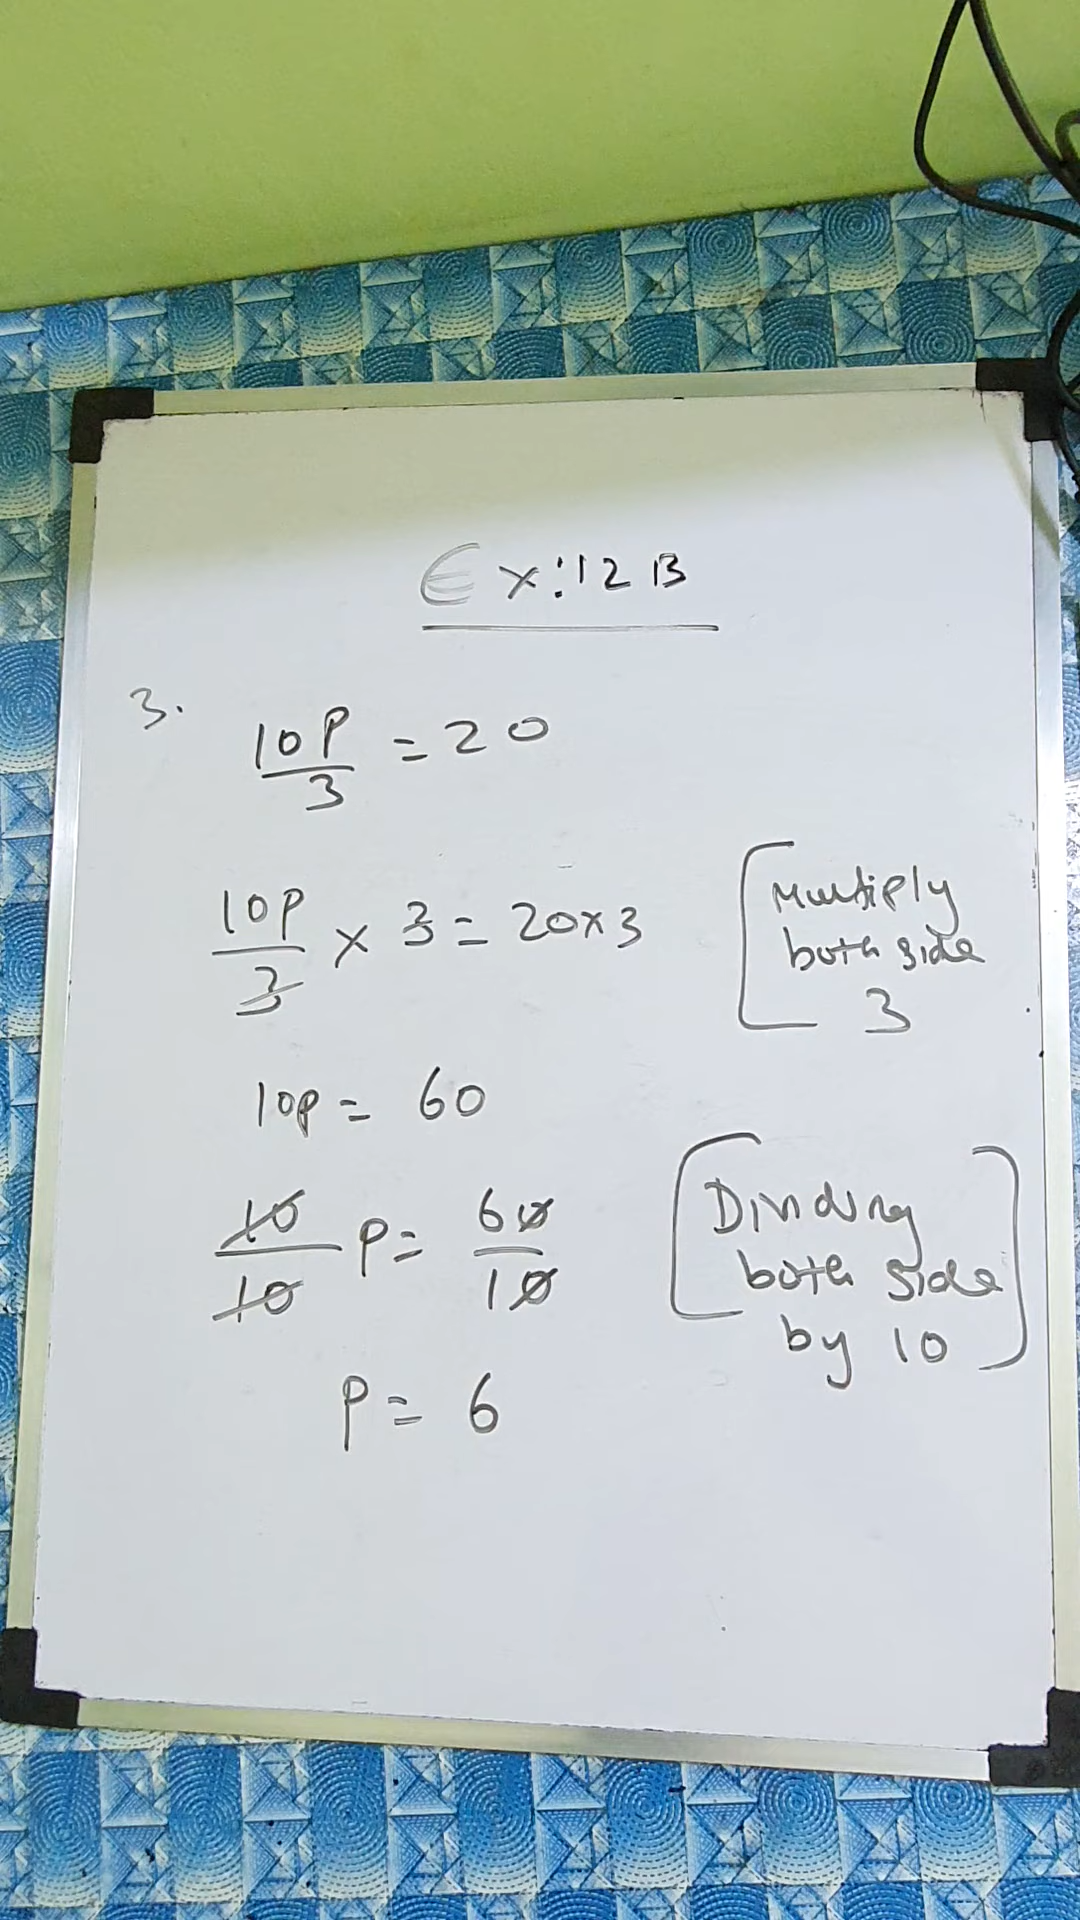 Ex:12B
3.
10P/3 = 20
10P/3 × 3 = 20×3 [Multiply
both side
3
10p = 60
10/10 P = 60/10 [Dividing
both side
by 10]
P = 6